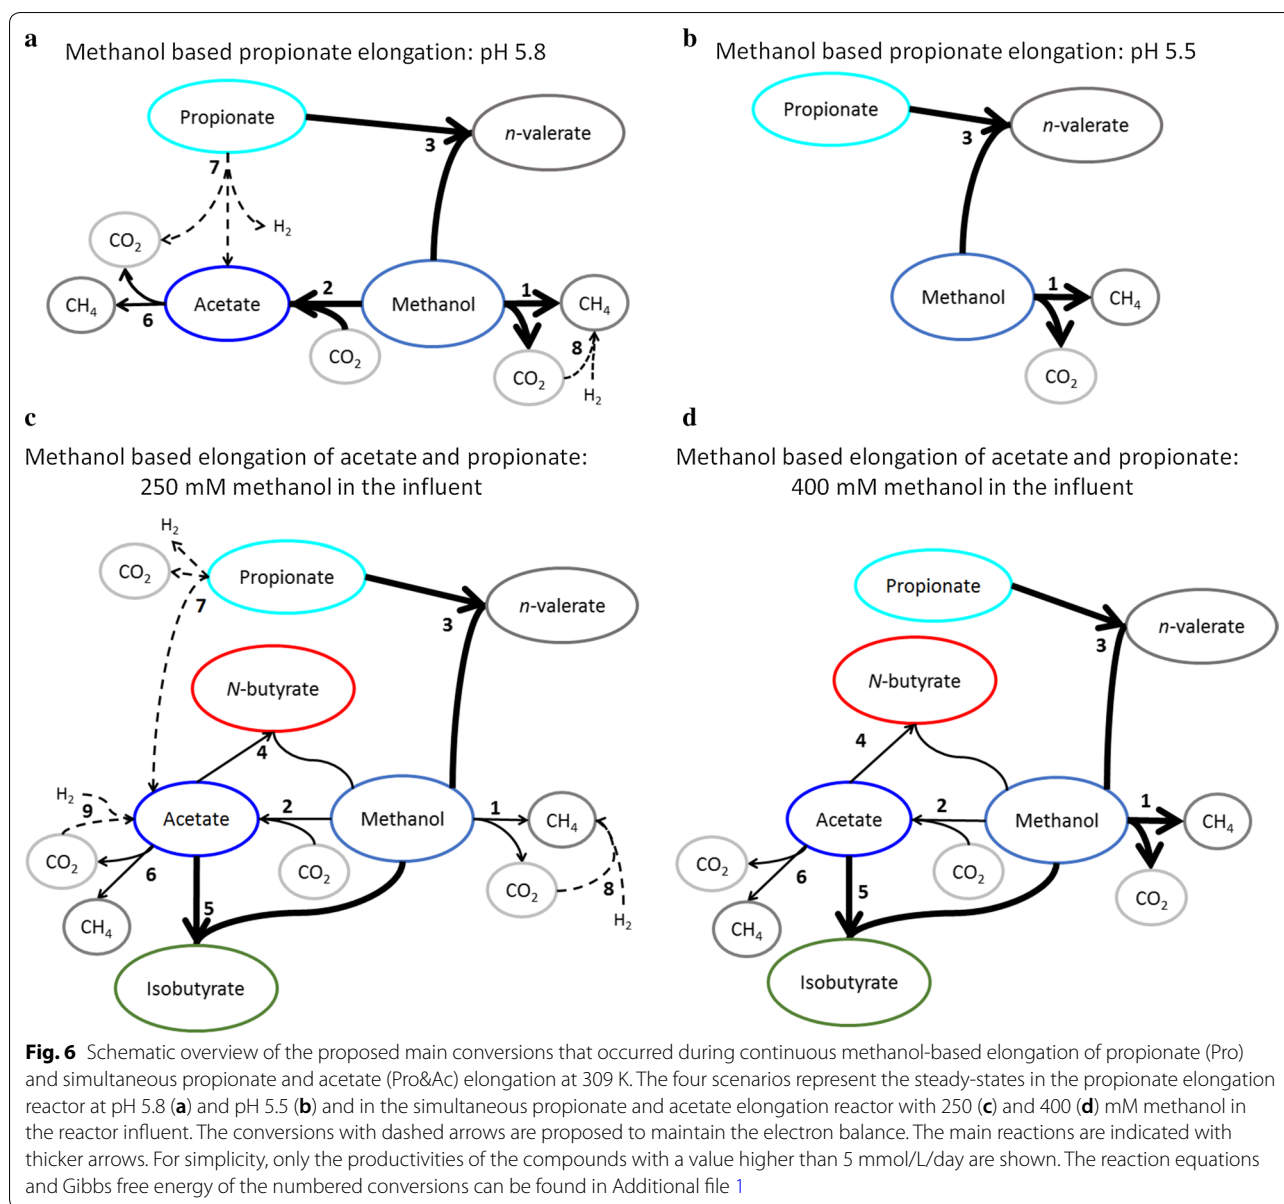 a
Methanol based propionate elongation: pH 5.8
Propionate
n-valerate
3
7
H2
CO2
CH4
6
Acetate
2
Methanol
1
CH4
CO2
8
CO2
H2
b
Methanol based propionate elongation: pH 5.5
Propionate
n-valerate
3
Methanol
1
CH4
CO2
c
Methanol based elongation of acetate and propionate:
250 mM methanol in the influent
H2
CO2
Propionate
7
n-valerate
3
N-butyrate
4
H2
9
Acetate
2
Methanol
1
CH4
CO2
6
CO2
CO2
8
CH4
5
H2
Isobutyrate
d
Methanol based elongation of acetate and propionate:
400 mM methanol in the influent
Propionate
n-valerate
3
N-butyrate
4
Acetate
2
Methanol
1
CH4
CO2
6
CO2
CO2
CH4
5
Isobutyrate
Fig. 6 Schematic overview of the proposed main conversions that occurred during continuous methanol-based elongation of propionate (Pro)
and simultaneous propionate and acetate (Pro&Ac) elongation at 309 K. The four scenarios represent the steady-states in the propionate elongation
reactor at pH 5.8 (a) and pH 5.5 (b) and in the simultaneous propionate and acetate elongation reactor with 250 (c) and 400 (d) mM methanol in
the reactor influent. The conversions with dashed arrows are proposed to maintain the electron balance. The main reactions are indicated with
thicker arrows. For simplicity, only the productivities of the compounds with a value higher than 5 mmol/L/day are shown. The reaction equations
and Gibbs free energy of the numbered conversions can be found in Additional file 1